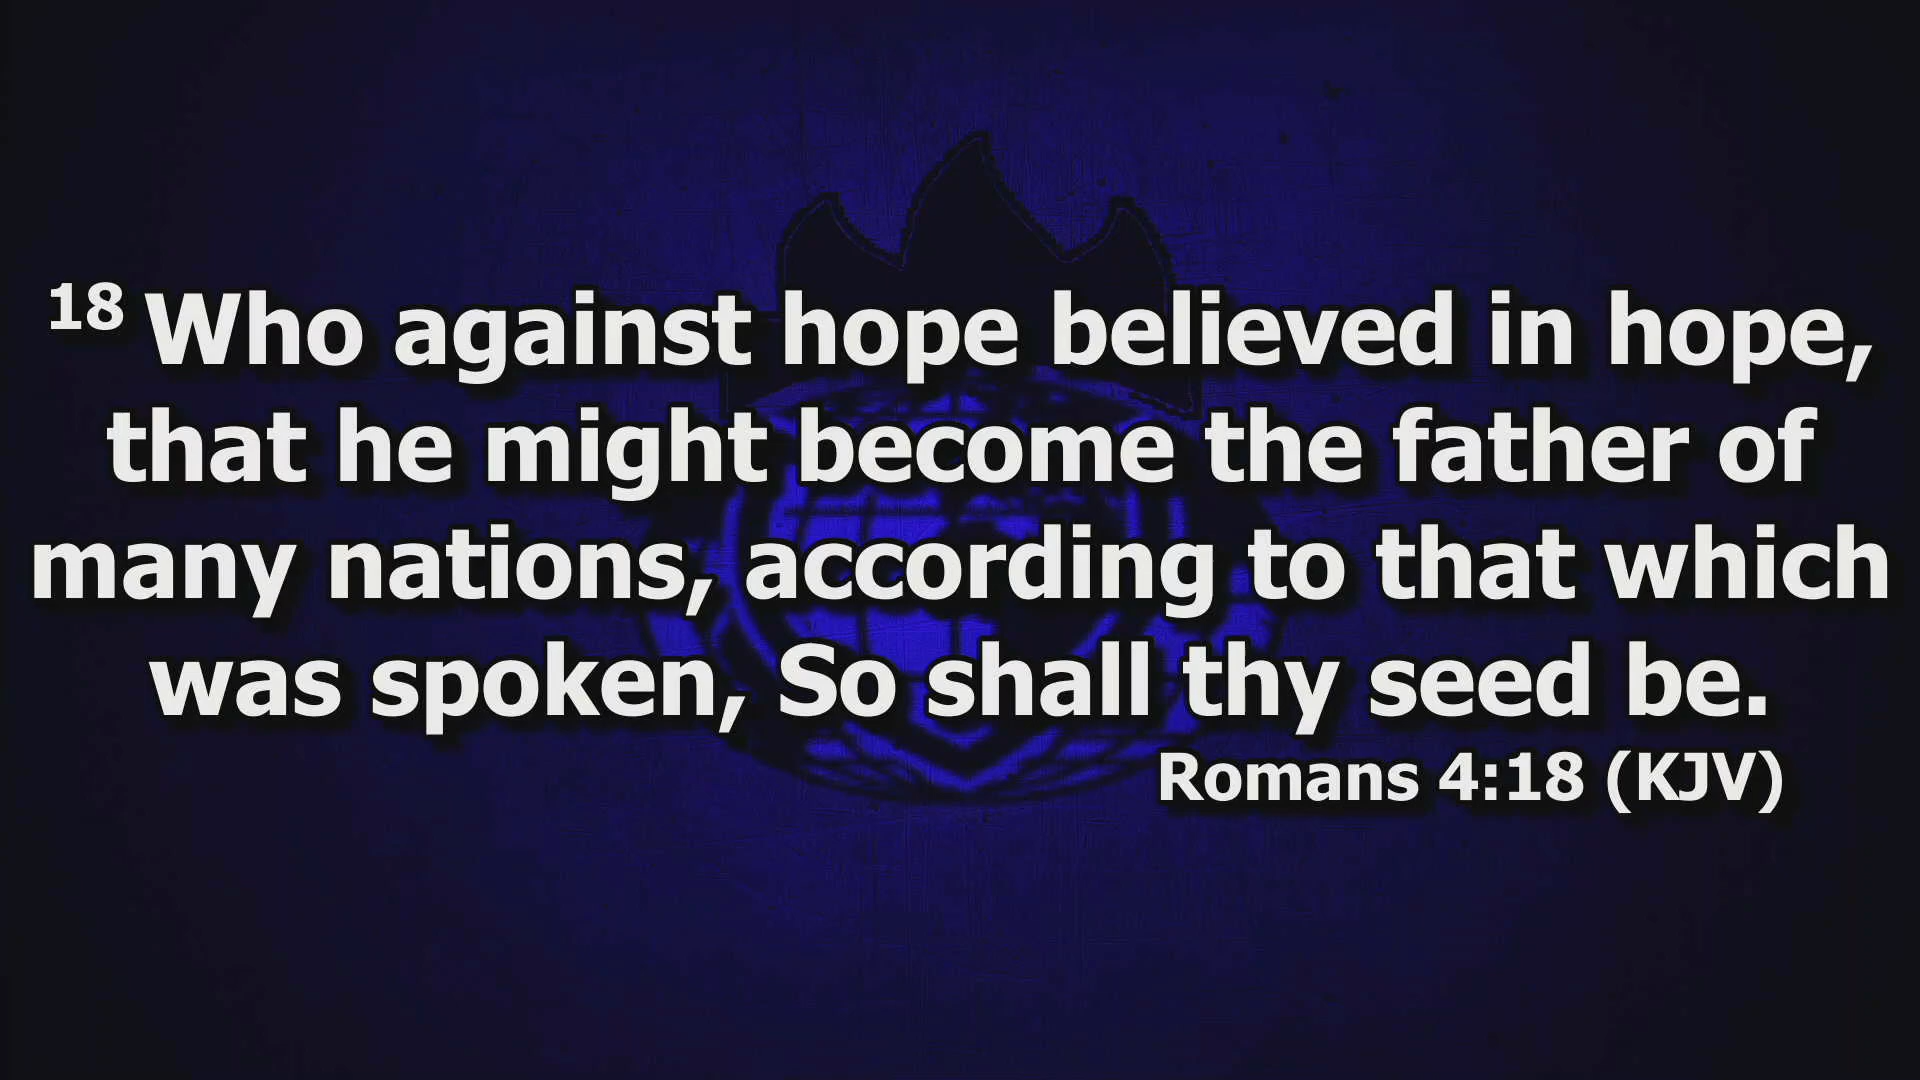 18 Who against hope believed in hope,
that he might become the father of
many nations, according to that which
was spoken, So shall thy seed be.
Romans 4:18 (KJV)